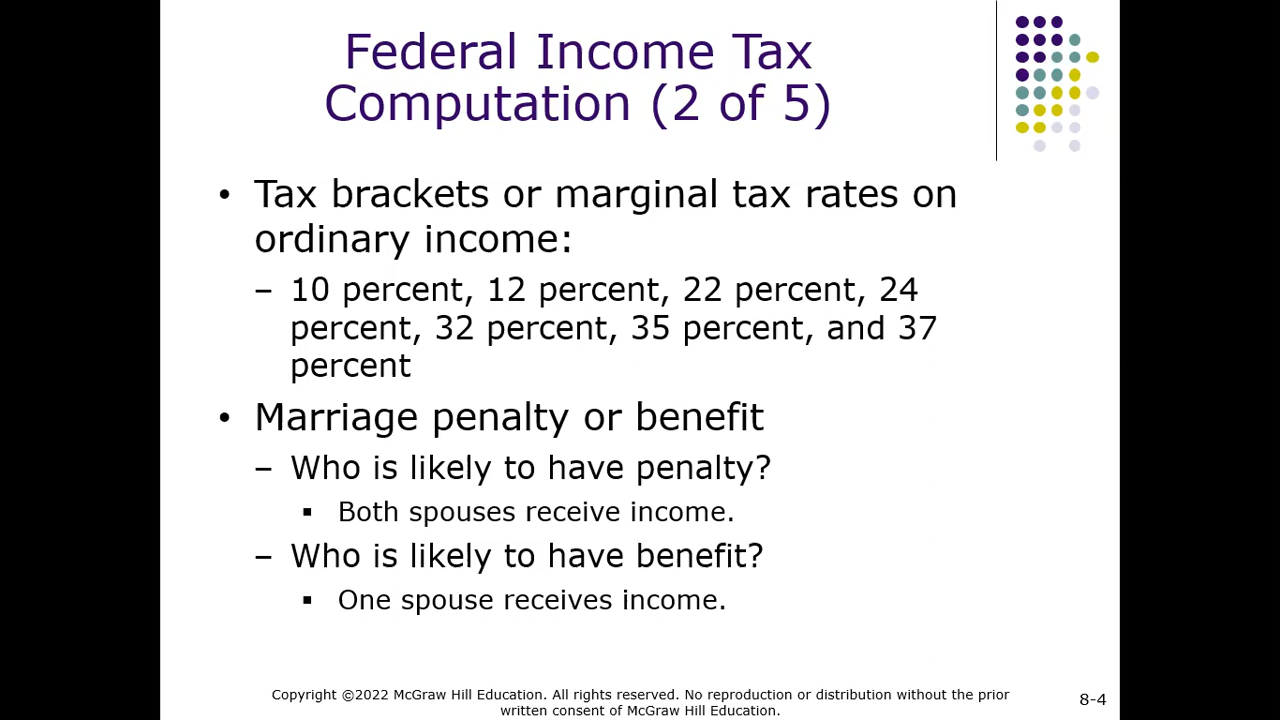 Federal Income Tax
Computation (2 of 5)
• Tax brackets or marginal tax rates on
ordinary income:
– 10 percent, 12 percent, 22 percent, 24
percent, 32 percent, 35 percent, and 37
percent
• Marriage penalty or benefit
– Who is likely to have penalty?
▪ Both spouses receive income.
– Who is likely to have benefit?
▪ One spouse receives income.
Copyright ©2022 McGraw Hill Education. All rights reserved. No reproduction or distribution without the prior
written consent of McGraw Hill Education.
8-4